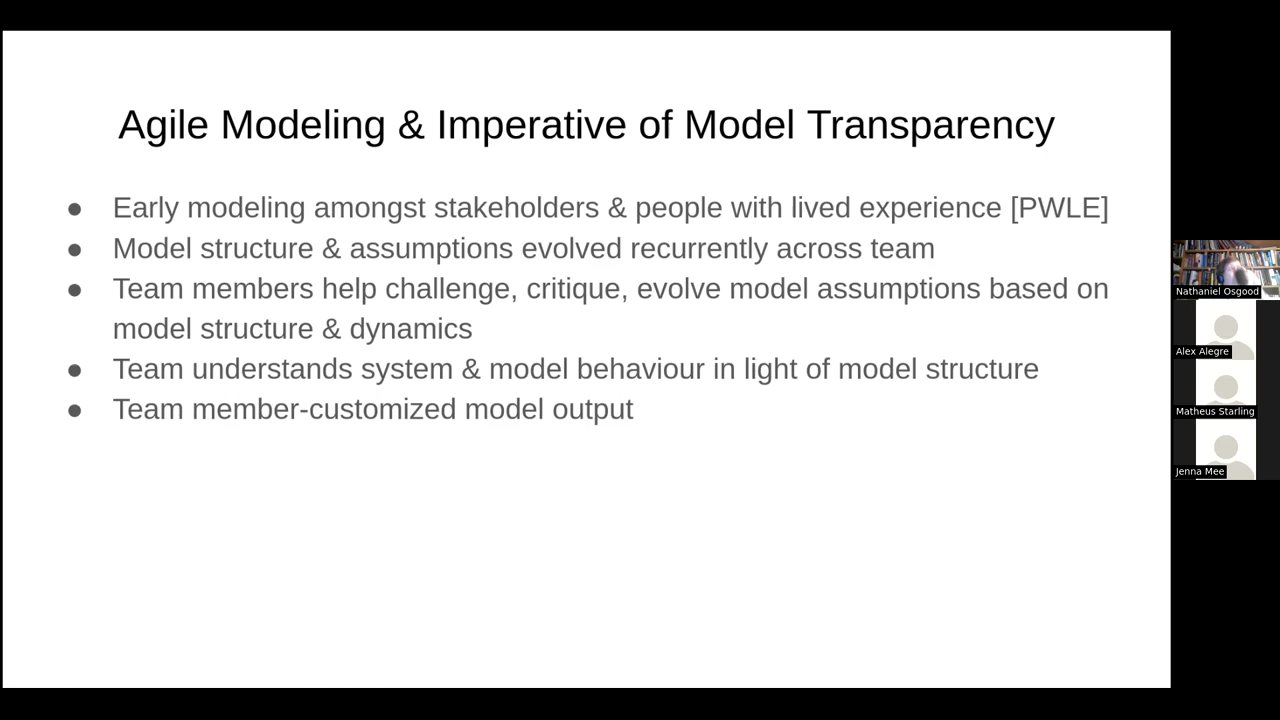 Agile Modeling & Imperative of Model Transparency
● Early modeling amongst stakeholders & people with lived experience [PWLE]
● Model structure & assumptions evolved recurrently across team
● Team members help challenge, critique, evolve model assumptions based on
model structure & dynamics
● Team understands system & model behaviour in light of model structure
● Team member-customized model output
Nathaniel Osgood
Alex Alegre
Matheus Starling
Jenna Mee